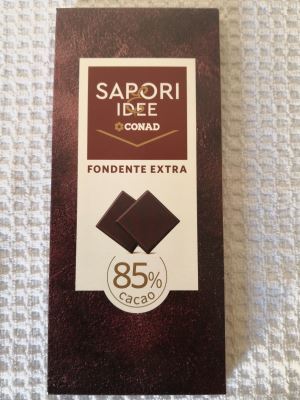 SAPORI
& IDEE
CONAD
FONDENTE EXTRA
85%
cacao